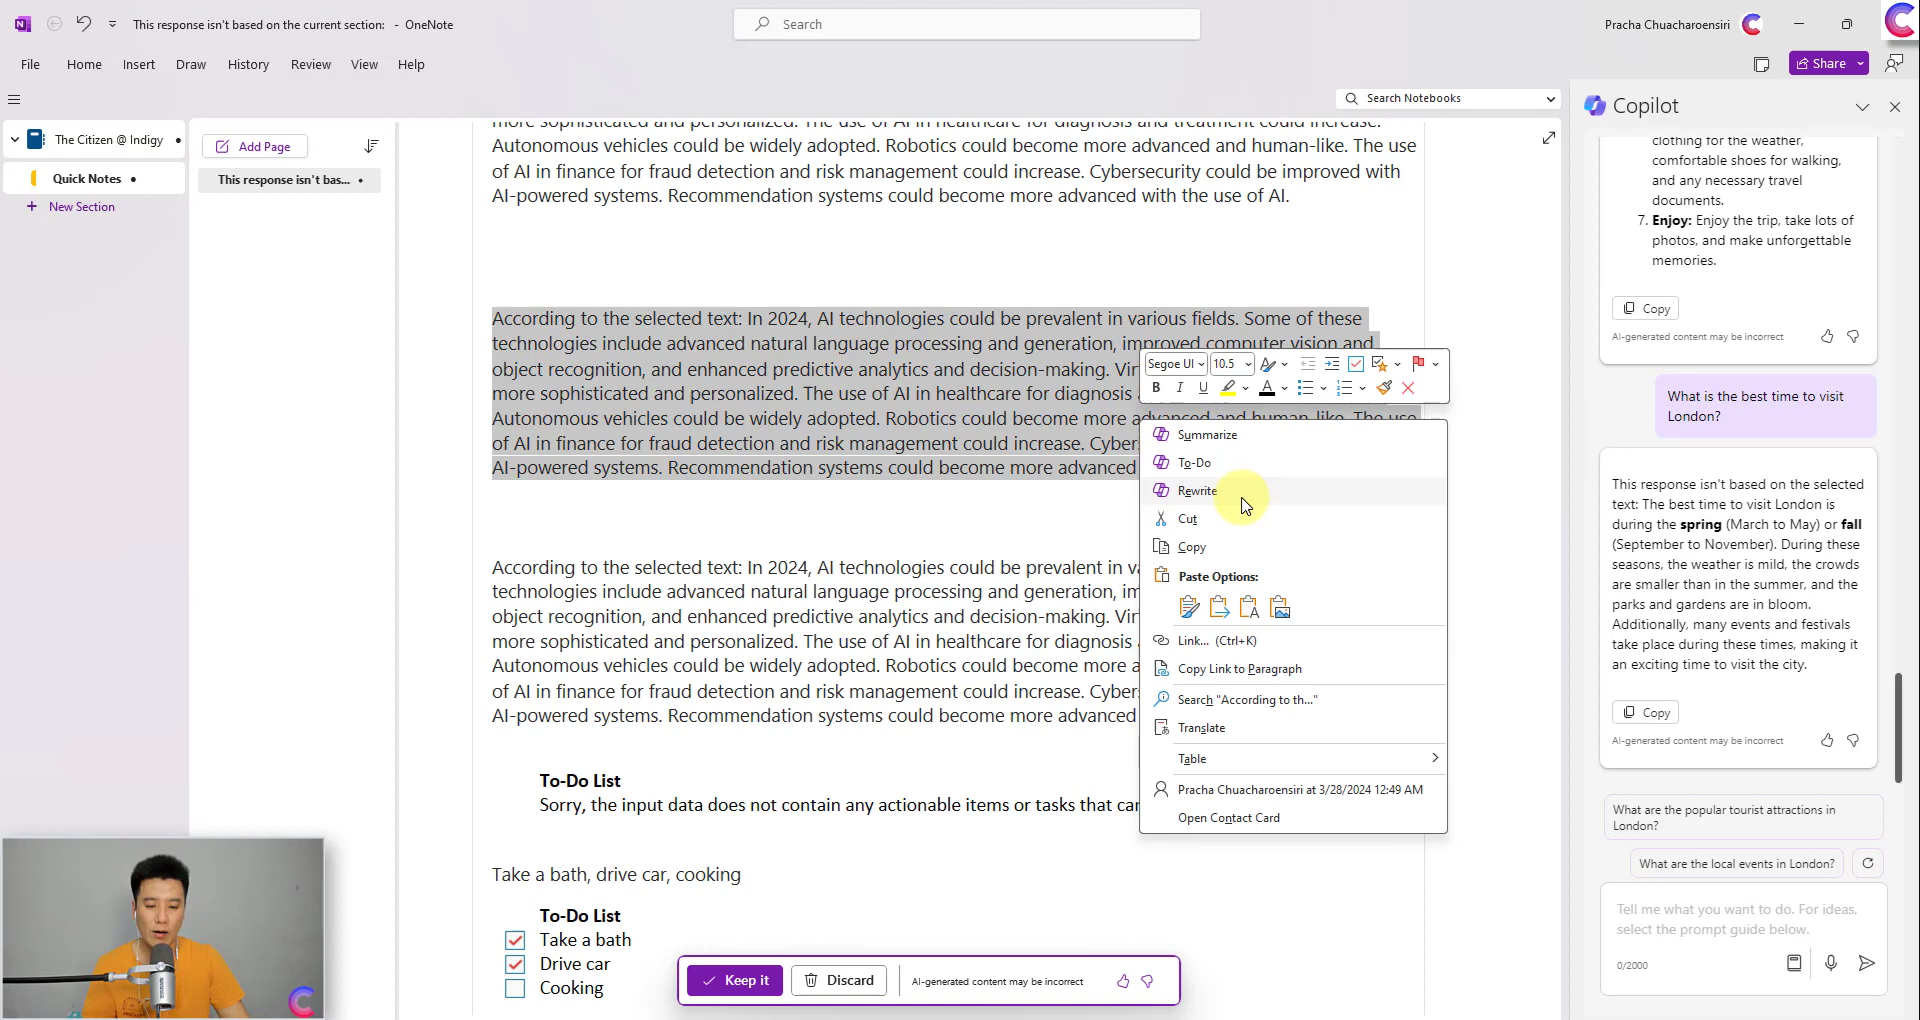 This response isn't based on the current section: - OneNote
Search
Pracha Chuacharoensiri
File Home Insert Draw History Review View Help
Share
Search Notebooks
The Citizen @ Indigy
Quick Notes
New Section
Add Page
This response isn't bas...
more sophisticated and personalized. The use of AI in healthcare for diagnosis and treatment could increase.
Autonomous vehicles could be widely adopted. Robotics could become more advanced and human-like. The use
of AI in finance for fraud detection and risk management could increase. Cybersecurity could be improved with
AI-powered systems. Recommendation systems could become more advanced with the use of AI.
According to the selected text: In 2024, AI technologies could be prevalent in various fields. Some of these
technologies include advanced natural language processing and generation, improved computer vision and
object recognition, and enhanced predictive analytics and decision-making. Vir
more sophisticated and personalized. The use of AI in healthcare for diagnosis
Autonomous vehicles could be widely adopted. Robotics could become more advanced and human-like. The use
of AI in finance for fraud detection and risk management could increase. Cyber
AI-powered systems. Recommendation systems could become more advanced
According to the selected text: In 2024, AI technologies could be prevalent in va
technologies include advanced natural language processing and generation, im
object recognition, and enhanced predictive analytics and decision-making. Vir
more sophisticated and personalized. The use of AI in healthcare for diagnosis
Autonomous vehicles could be widely adopted. Robotics could become more a
of AI in finance for fraud detection and risk management could increase. Cyber
AI-powered systems. Recommendation systems could become more advanced
To-Do List
Sorry, the input data does not contain any actionable items or tasks that car
Take a bath, drive car, cooking
To-Do List
Take a bath
Drive car
Cooking
Keep it
Discard
AI-generated content may be incorrect
Segoe UI 10.5
B I U A
Summarize
To-Do
Rewrite
Cut
Copy
Paste Options:
Link... (Ctrl+K)
Copy Link to Paragraph
Search "According to th..."
Translate
Table
Pracha Chuacharoensiri at 3/28/2024 12:49 AM
Open Contact Card
Copilot
clothing for the weather,
comfortable shoes for walking,
and any necessary travel
documents.
7. Enjoy: Enjoy the trip, take lots of
photos, and make unforgettable
memories.
Copy
AI-generated content may be incorrect
What is the best time to visit
London?
This response isn't based on the selected
text: The best time to visit London is
during the spring (March to May) or fall
(September to November). During these
seasons, the weather is mild, the crowds
are smaller than in the summer, and the
parks and gardens are in bloom.
Additionally, many events and festivals
take place during these times, making it
an exciting time to visit the city.
Copy
AI-generated content may be incorrect
What are the popular tourist attractions in
London?
What are the local events in London?
Tell me what you want to do. For ideas,
select the prompt guide below.
0/2000